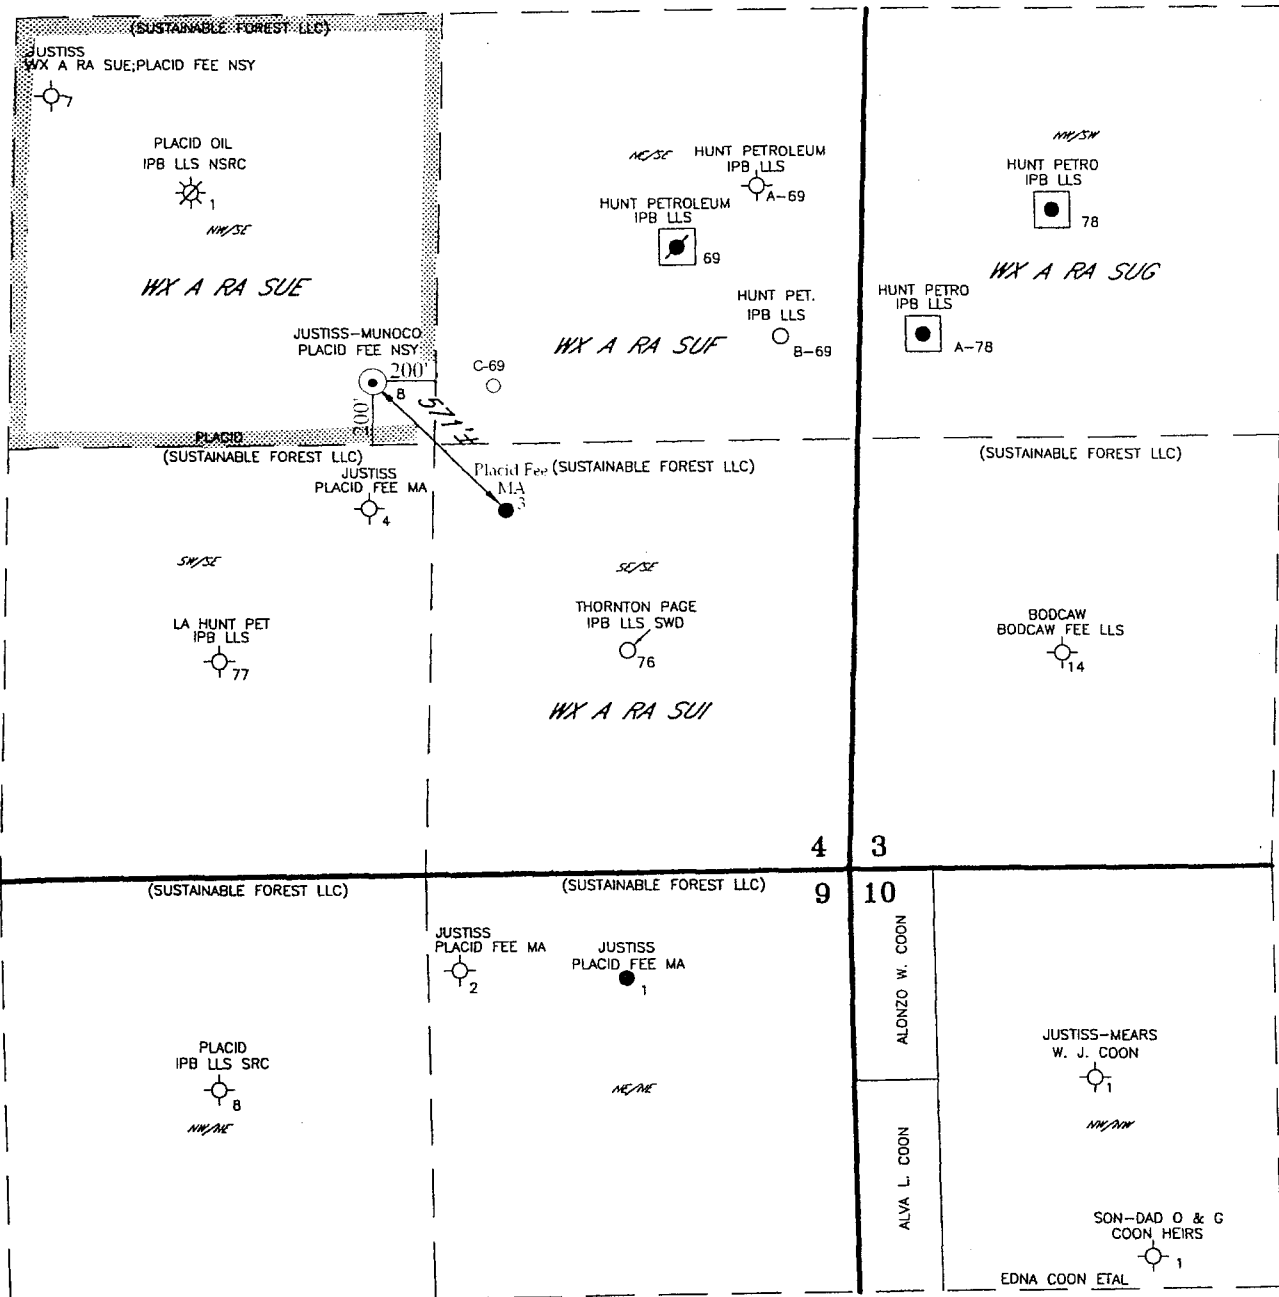 (SUSTAINABLE FOREST LLC)
JUSTISS
WX A RA SUE;PLACID FEE NSY
7
PLACID OIL
IPB LLS NSRC
1
NW/SE
WX A RA SUE
JUSTISS-MUNOCO
PLACID FEE NSY
8
200'
200'
571'±
PLACID
NE/SE
HUNT PETROLEUM
IPB LLS
A-69
HUNT PETROLEUM
IPB LLS
69
HUNT PET.
IPB LLS
B-69
WX A RA SUF
C-69
NW/SW
HUNT PETRO
IPB LLS
78
WX A RA SUG
HUNT PETRO
IPB LLS
A-78
(SUSTAINABLE FOREST LLC)
JUSTISS
PLACID FEE MA
4
SW/SE
LA HUNT PET
IPB LLS
77
Placid Fee
MA
3
(SUSTAINABLE FOREST LLC)
SE/SE
THORNTON PAGE
IPB LLS SWD
76
WX A RA SUI
(SUSTAINABLE FOREST LLC)
BODCAW
BODCAW FEE LLS
14
4
3
9
10
(SUSTAINABLE FOREST LLC)
PLACID
IPB LLS SRC
8
NW/NE
(SUSTAINABLE FOREST LLC)
JUSTISS
PLACID FEE MA
2
JUSTISS
PLACID FEE MA
1
NE/NE
ALONZO W. COON
ALVA L. COON
JUSTISS-MEARS
W. J. COON
1
NW/NW
SON-DAD O & G
COON HEIRS
1
EDNA COON ETAL